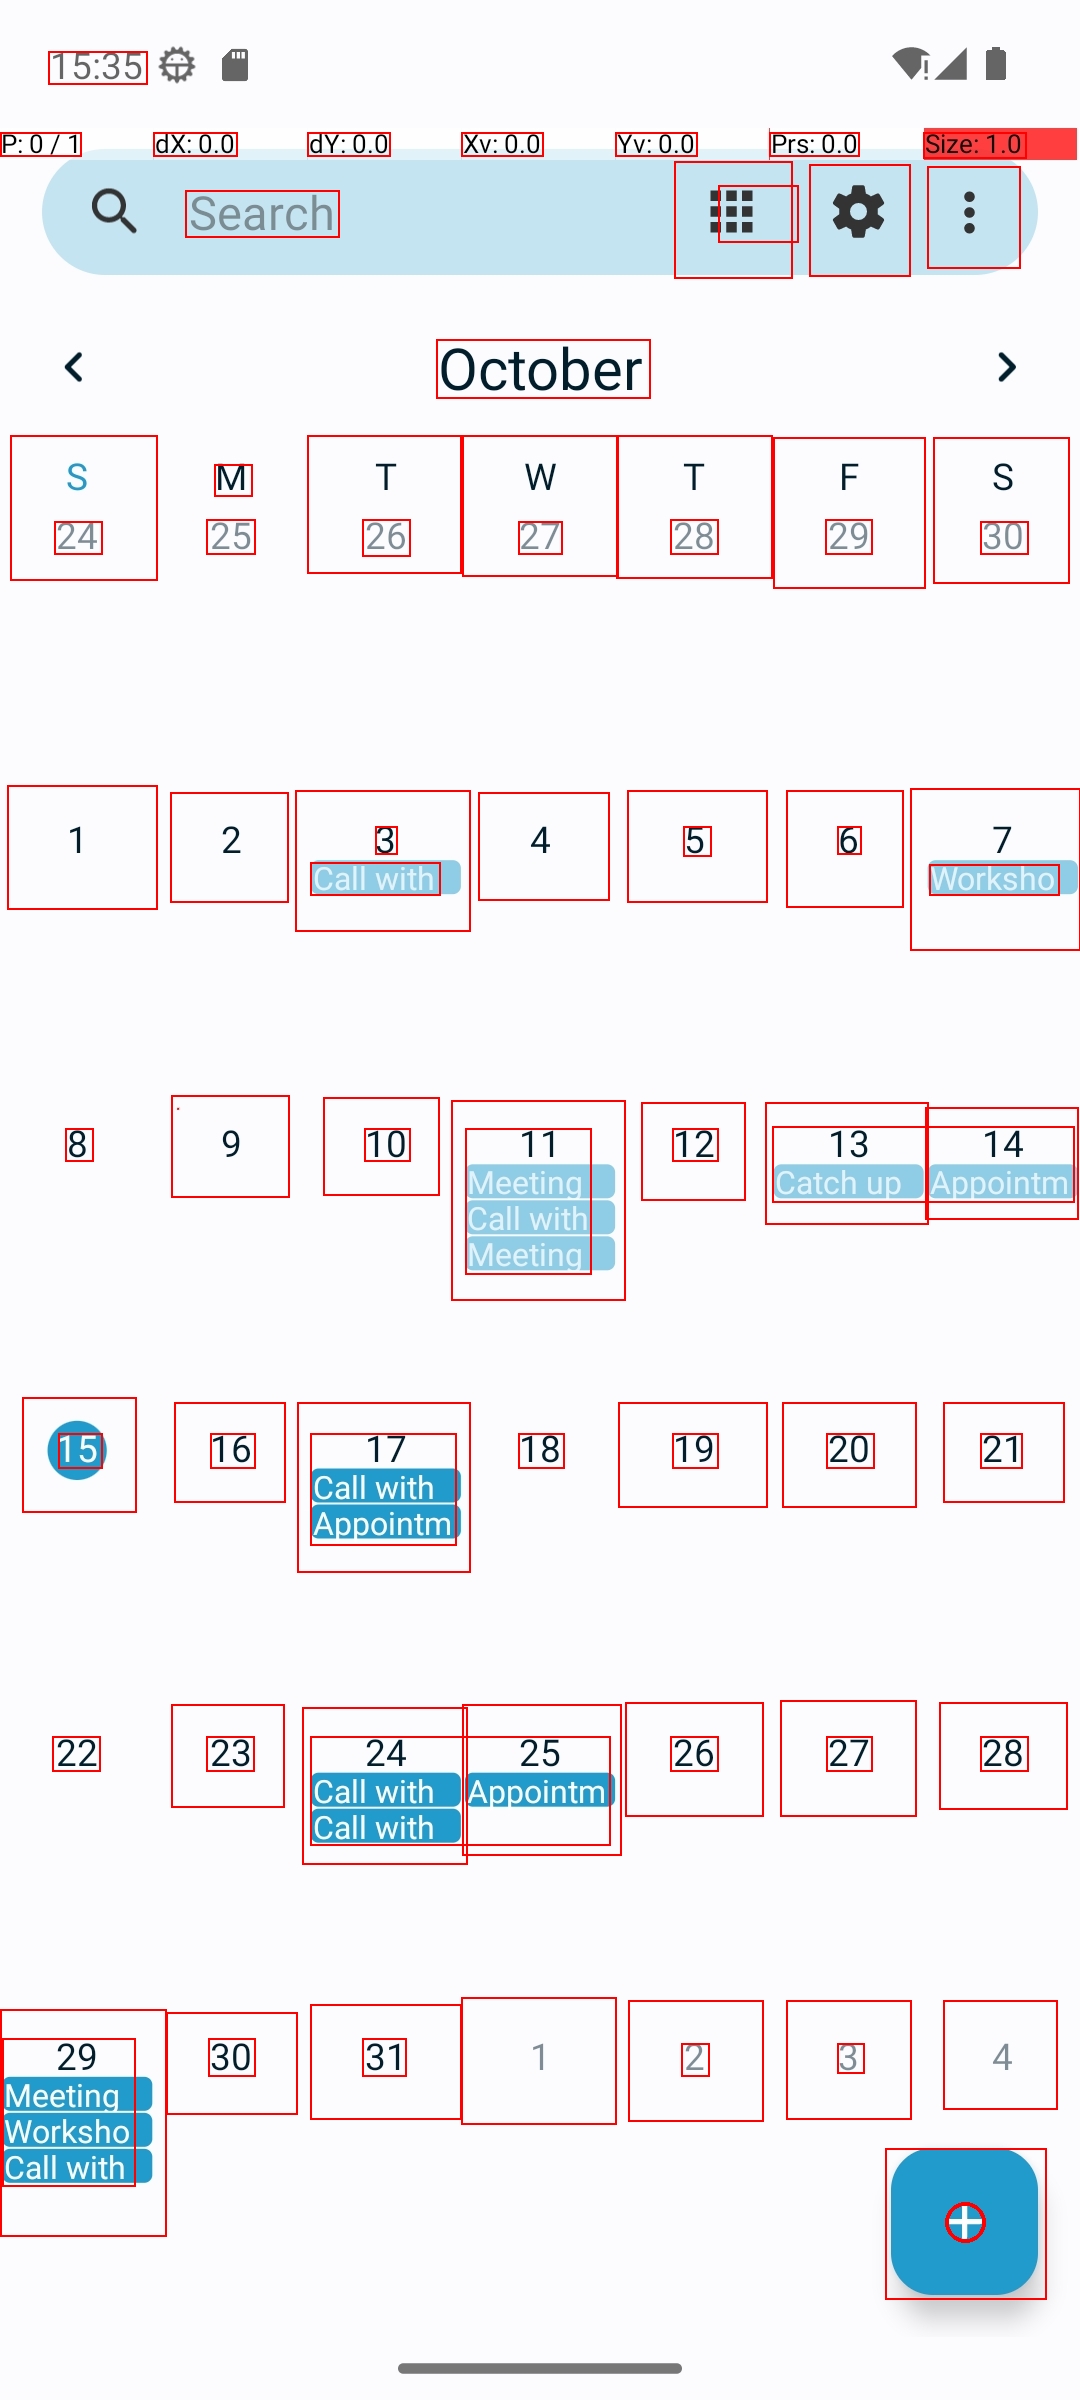 15:35
P: 0 / 1 dX: 0.0 dY: 0.0 Xv: 0.0 Yv: 0.0 Prs: 0.0 Size: 1.0
Search
October
S M T W T F S
24 25 26 27 28 29 30
1 2 3 4 5 6 7
Call with Worksho
8 9 10 11 12 13 14
Meeting Catch up Appointm
Call with
Meeting
15 16 17 18 19 20 21
Call with
Appointm
22 23 24 25 26 27 28
Call with Appointm
Call with
29 30 31 1 2 3 4
Meeting
Worksho
Call with